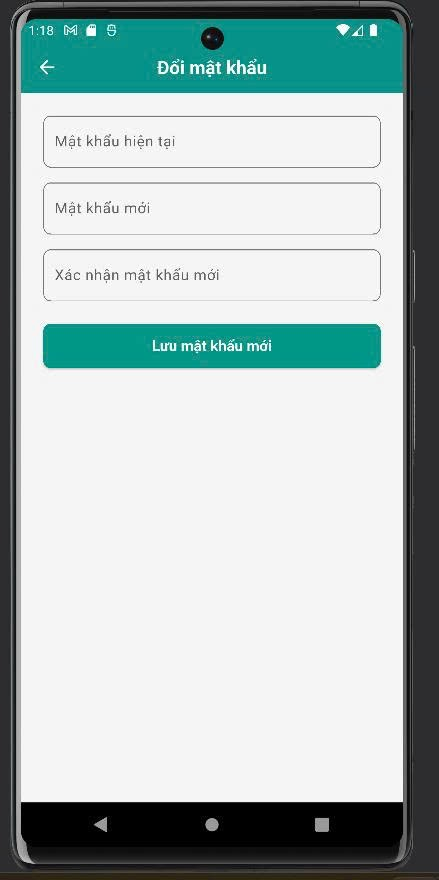 1:18
Đổi mật khẩu
Mật khẩu hiện tại
Mật khẩu mới
Xác nhận mật khẩu mới
Lưu mật khẩu mới